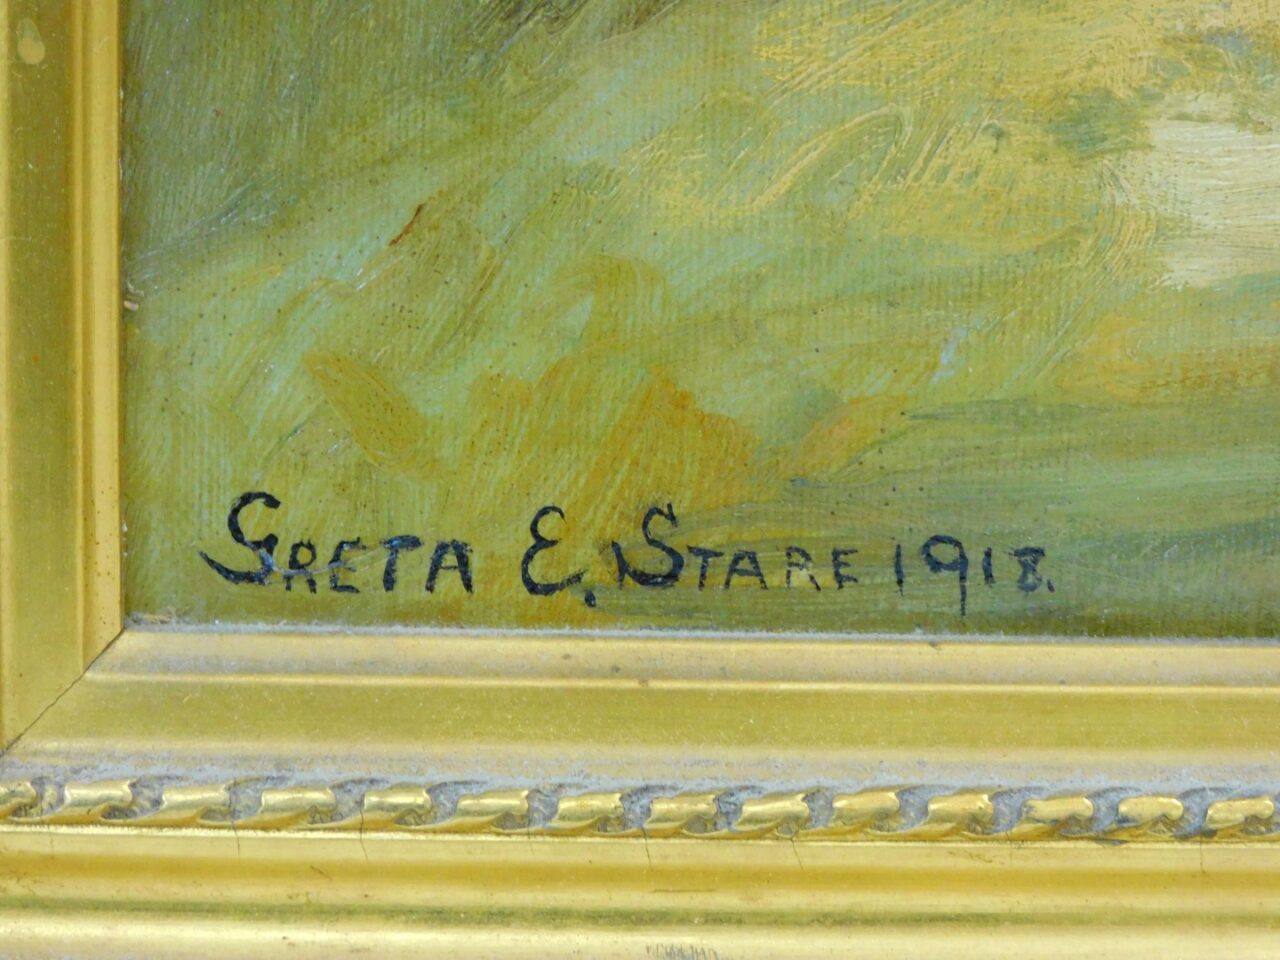 GRETA E. STARE 1918.